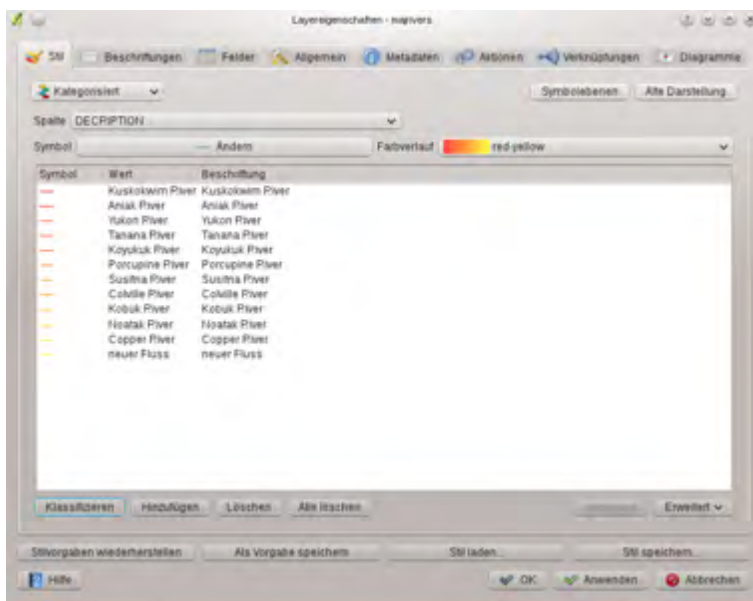 Layereigenschaften - majrivers
Stil Beschriftungen Felder Allgemein Metadaten Aktionen Verknüpfungen Diagramme
Kategorisiert Symbolebenen Alte Darstellung
Spalte DECRIPTION
Symbol Ändern Farbverlauf red-yellow
Symbol Wert Beschriftung
Kuskokwim River Kuskokwim River
Aniak River Aniak River
Yukon River Yukon River
Tanana River Tanana River
Koyukuk River Koyukuk River
Porcupine River Porcupine River
Susitna River Susitna River
Colville River Colville River
Kobuk River Kobuk River
Noatak River Noatak River
Copper River Copper River
neuer Fluss neuer Fluss
Klassifizieren Hinzufügen Löschen Alle löschen Erweitert
Stilvorgaben wiederherstellen Als Vorgabe speichern Stil laden... Stil speichern...
Hilfe OK Anwenden Abbrechen